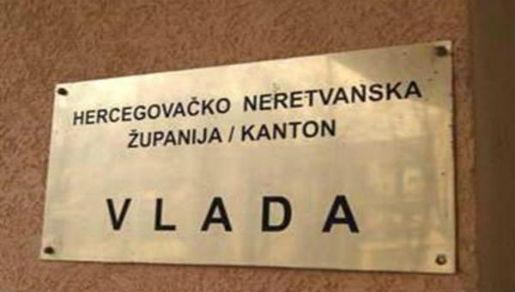 HERCEGOVAČKO NERETVANSKA
ŽUPANIJA / KANTON
VLADA